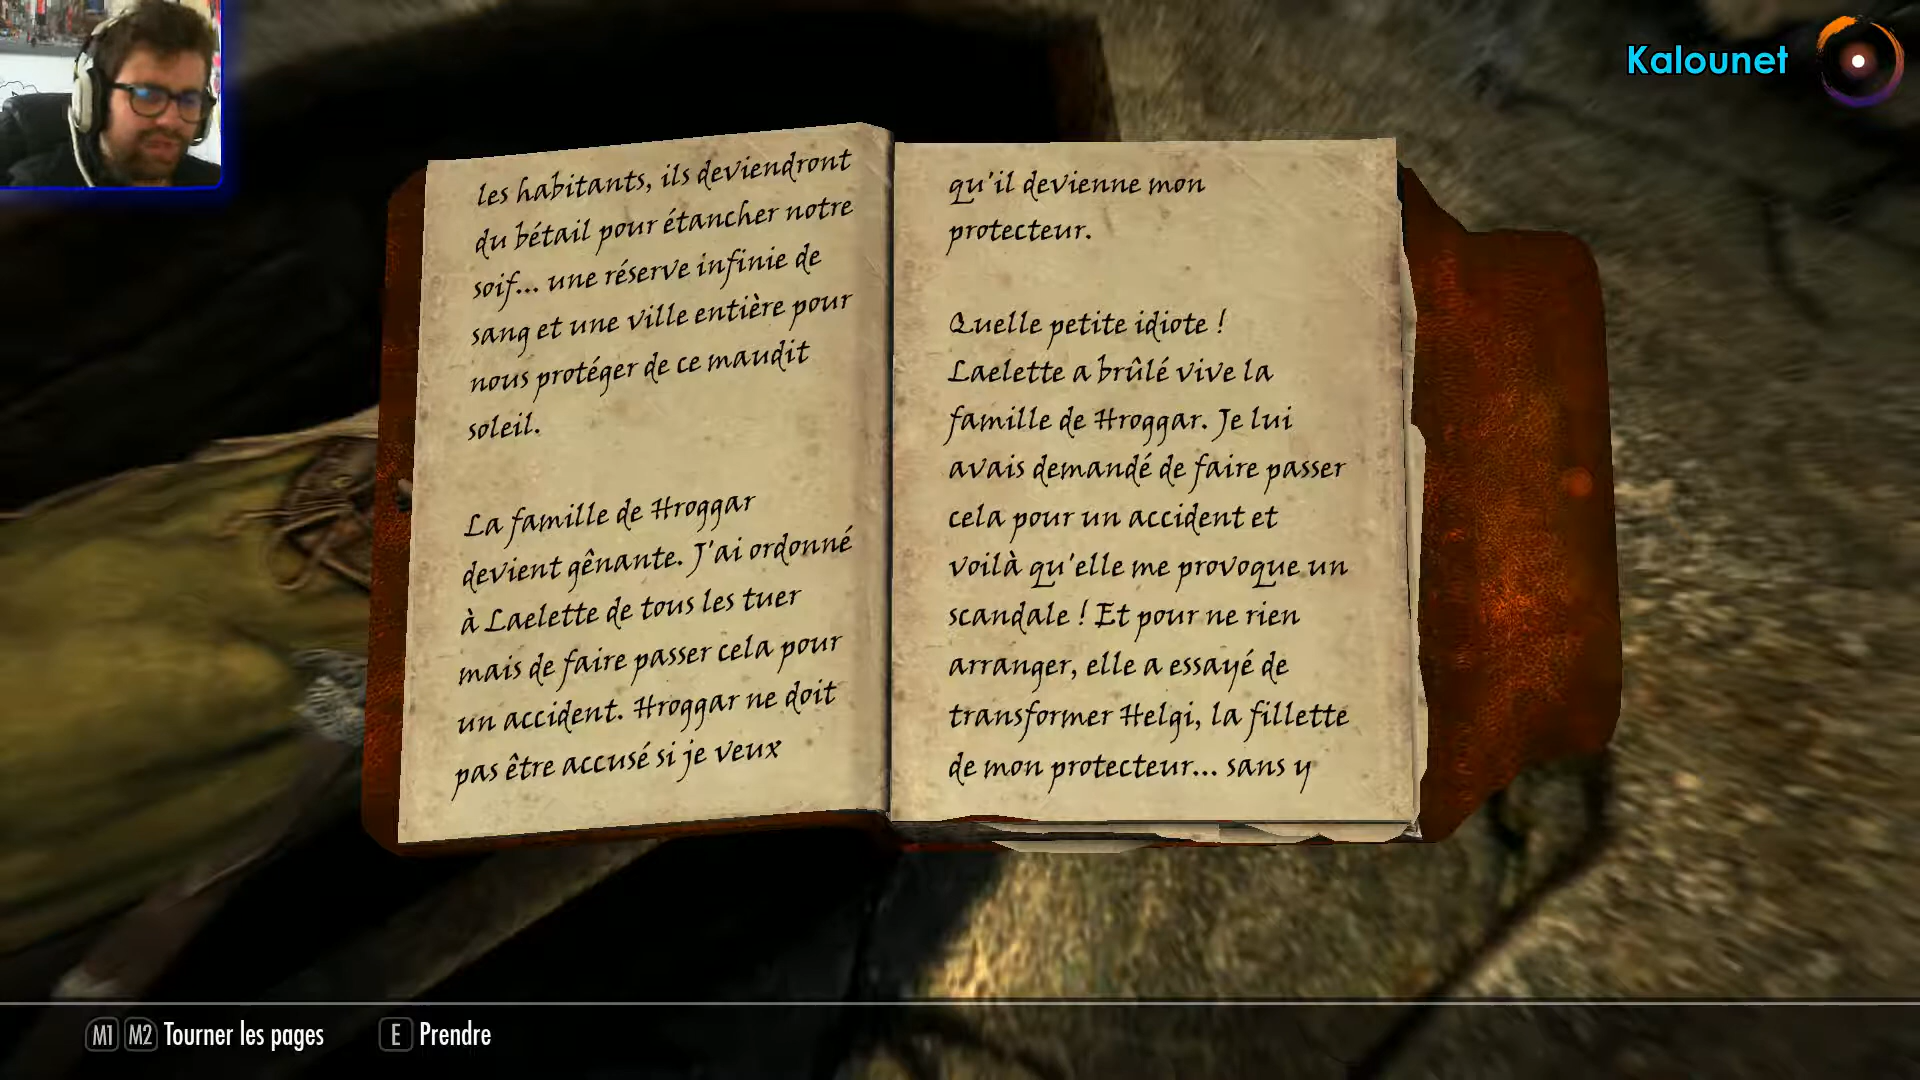 Kalounet
les habitants, ils deviendront
du bétail pour étancher notre
soif... une réserve infinie de
sang et une ville entière pour
nous protéger de ce maudit
soleil.
La famille de Hroggar
devient gênante. J'ai ordonné
à Laelette de tous les tuer
mais de faire passer cela pour
un accident. Hroggar ne doit
pas être accusé si je veux
qu'il devienne mon
protecteur.
Quelle petite idiote !
Laelette a brûlé vive la
famille de Hroggar. Je lui
avais demandé de faire passer
cela pour un accident et
voilà qu'elle me provoque un
scandale ! Et pour ne rien
arranger, elle a essayé de
transformer Helgi, la fillette
de mon protecteur... sans y
M1 M2 Tourner les pages E Prendre